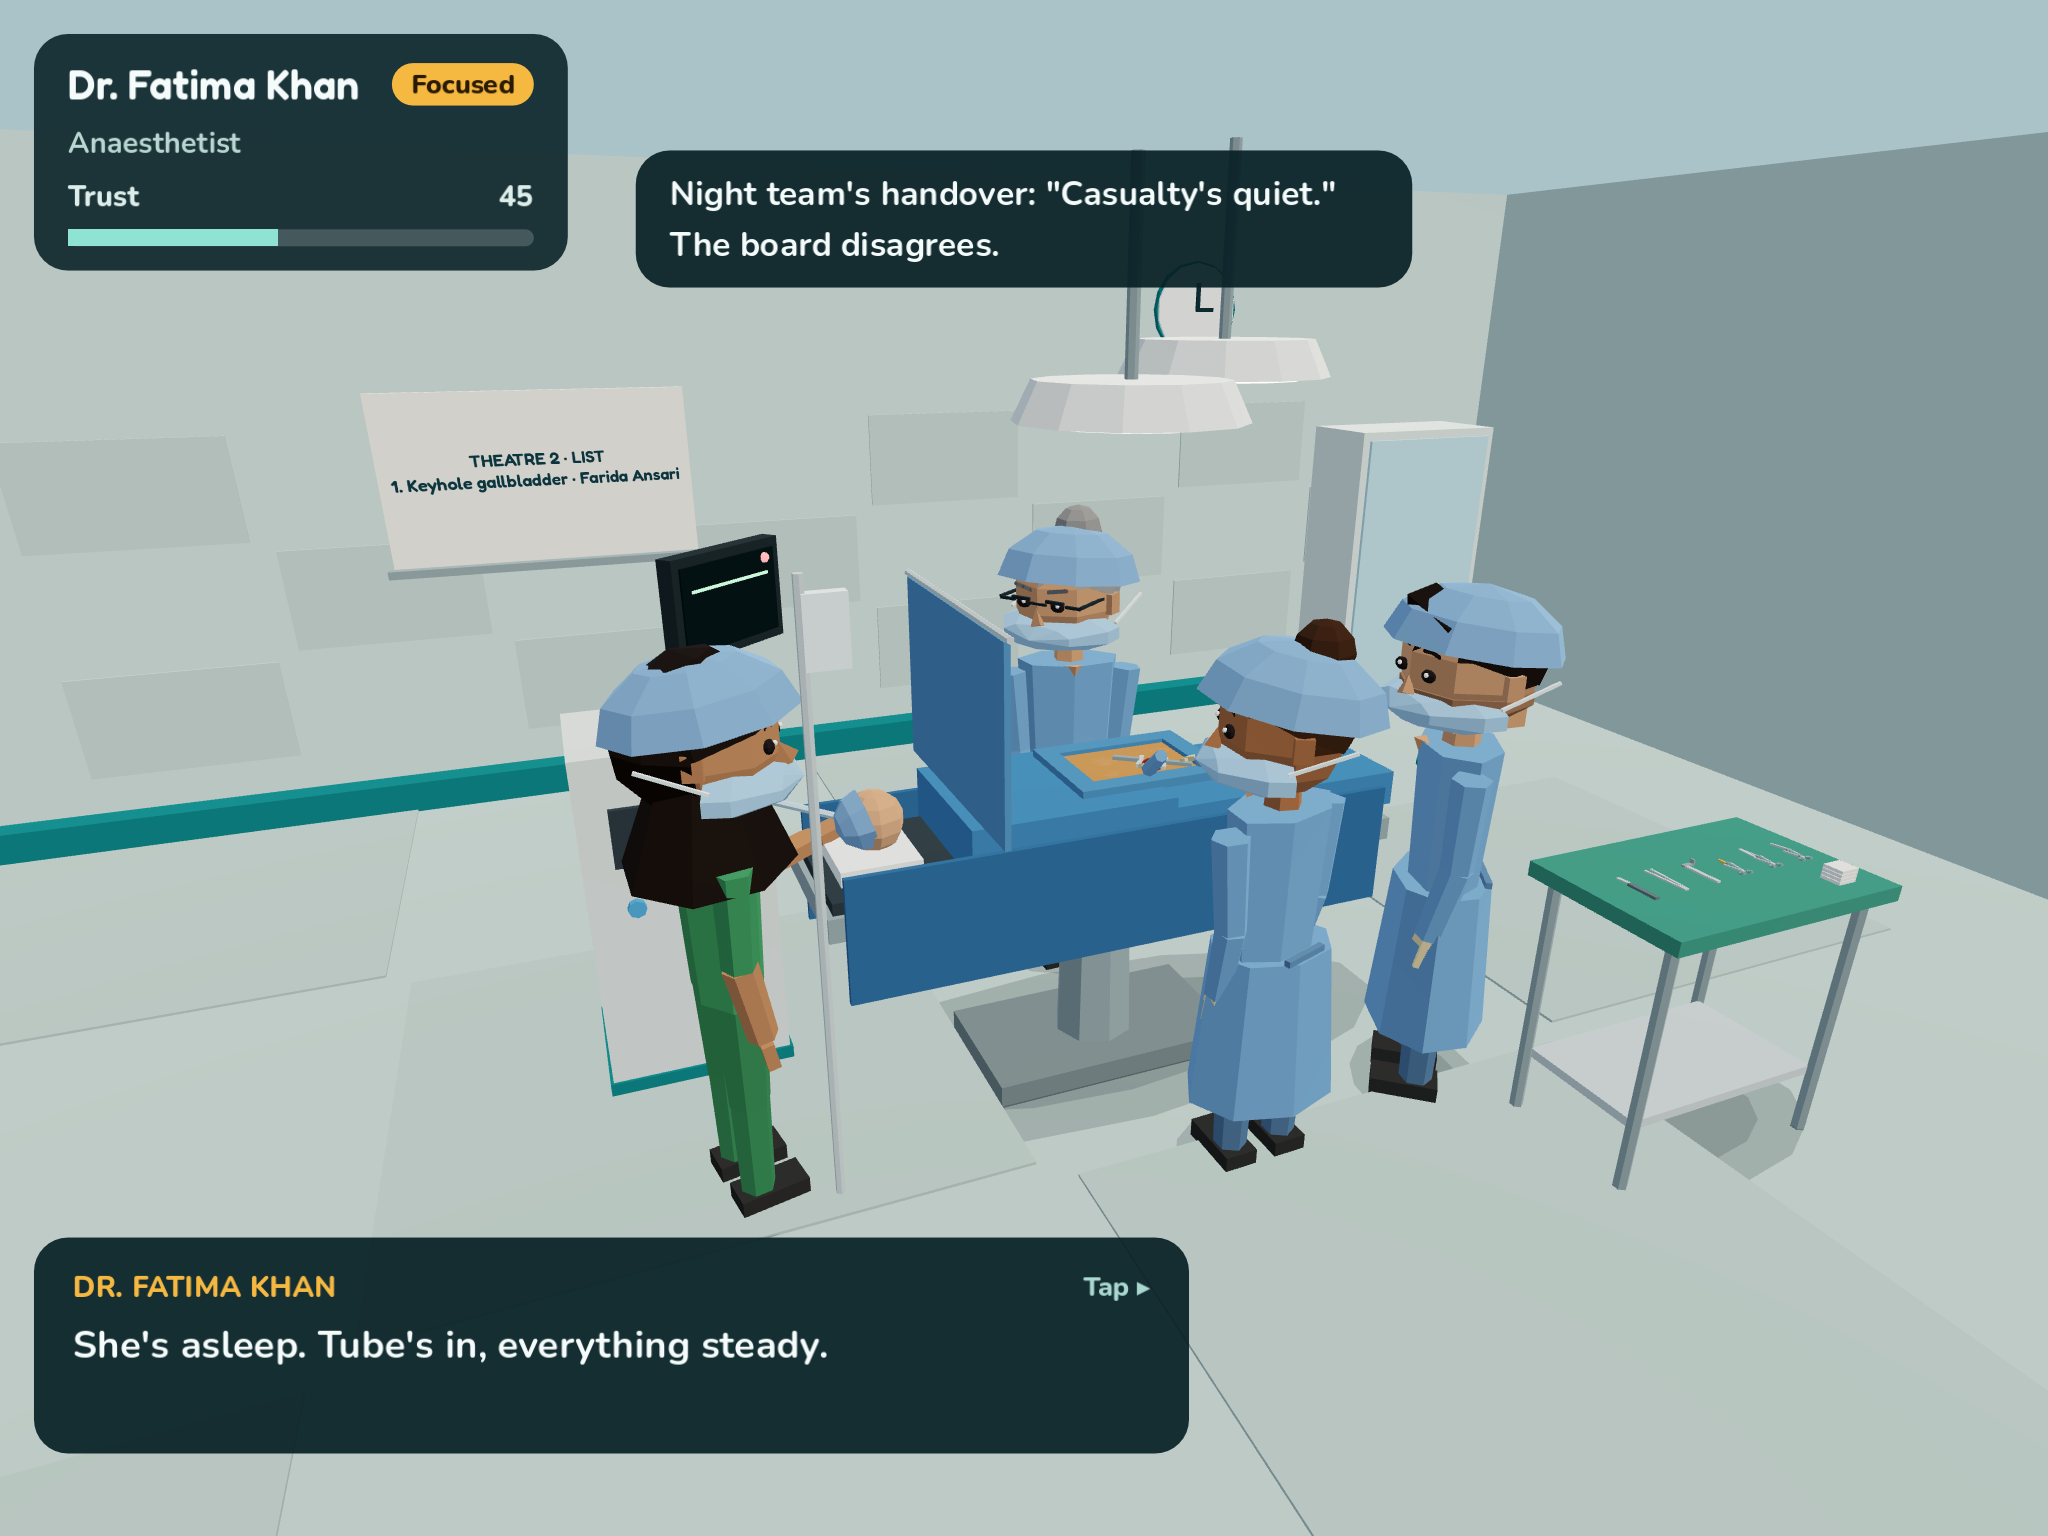 Dr. Fatima Khan
Focused
Anaesthetist
Trust
45
Night team's handover: "Casualty's quiet."
The board disagrees.
THEATRE 2 · LIST
1. Keyhole gallbladder · Farida Ansari
DR. FATIMA KHAN
Tap ▸
She's asleep. Tube's in, everything steady.